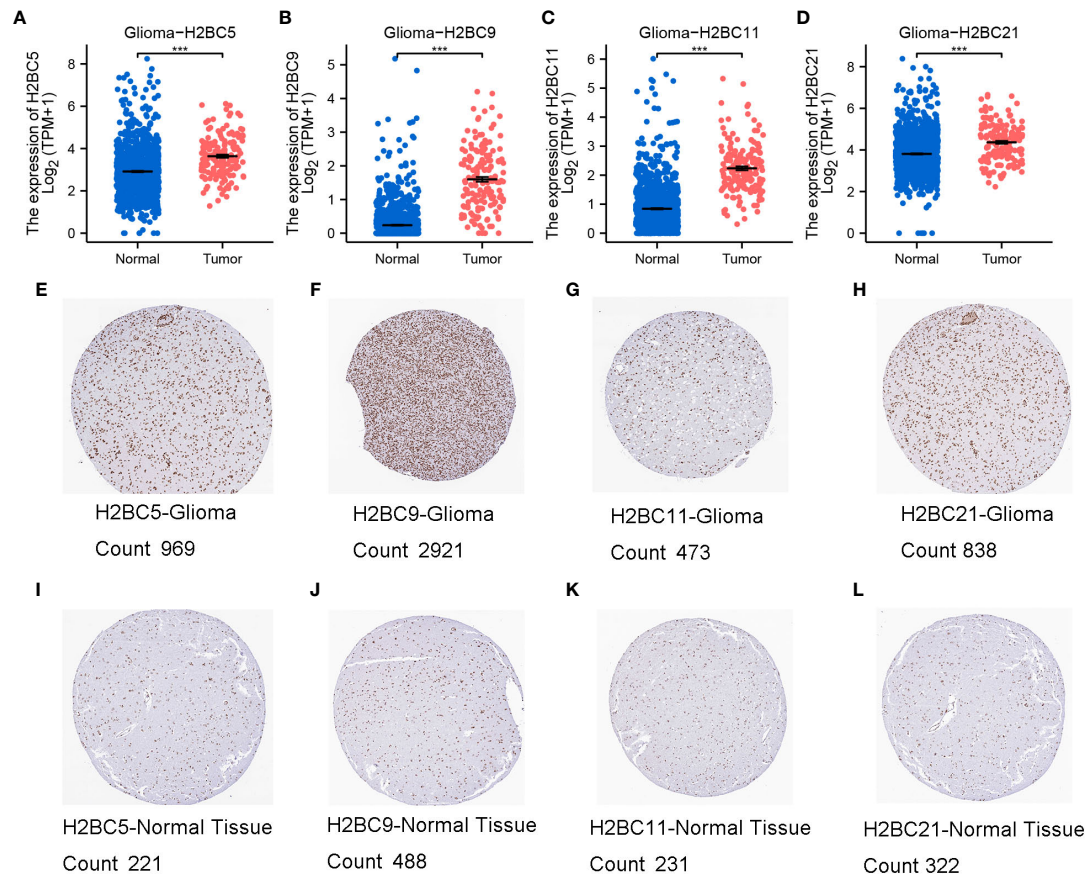 A
Glioma−H2BC5
***
The expression of H2BC5
Log2 (TPM+1)
8
6
4
2
0
Normal Tumor
B
Glioma−H2BC9
***
The expression of H2BC9
Log2 (TPM+1)
5
4
3
2
1
0
Normal Tumor
C
Glioma−H2BC11
***
The expression of H2BC11
Log2 (TPM+1)
6
5
4
3
2
1
0
Normal Tumor
D
Glioma−H2BC21
***
The expression of H2BC21
Log2 (TPM+1)
8
6
4
2
0
Normal Tumor
E
H2BC5-Glioma
Count 969
F
H2BC9-Glioma
Count 2921
G
H2BC11-Glioma
Count 473
H
H2BC21-Glioma
Count 838
I
H2BC5-Normal Tissue
Count 221
J
H2BC9-Normal Tissue
Count 488
K
H2BC11-Normal Tissue
Count 231
L
H2BC21-Normal Tissue
Count 322